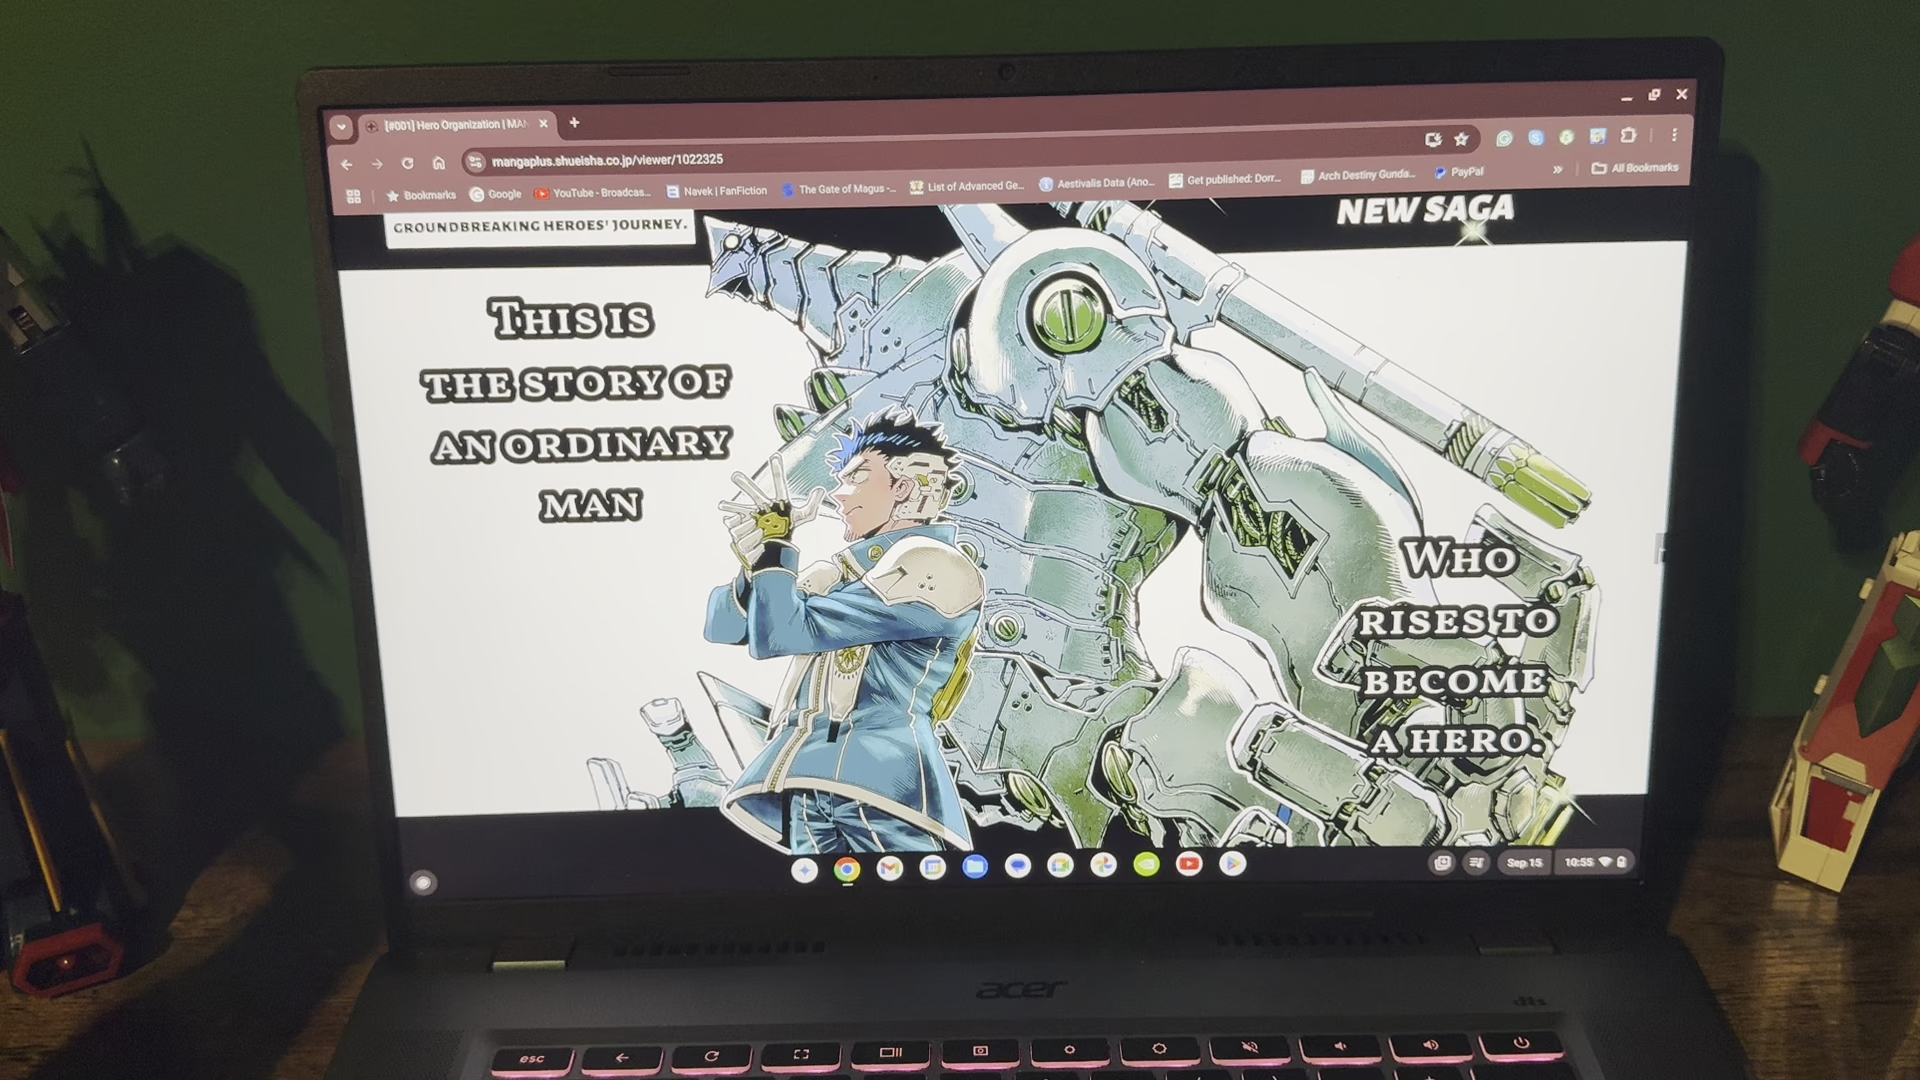 [#001] Hero Organization | MAN
mangaplus.shueisha.co.jp/viewer/1022325
Bookmarks
Google
YouTube - Broadcas...
Navek | FanFiction
The Gate of Magus -...
List of Advanced Ge...
Aestivalis Data (Ano...
Get published: Dorr...
Arch Destiny Gunda...
PayPal
»
All Bookmarks
GROUNDBREAKING HEROES' JOURNEY.
NEW SAGA
THIS IS
THE STORY OF
AN ORDINARY
MAN
WHO
RISES TO
BECOME
A HERO.
Sep 15
10:55
acer
dts
esc